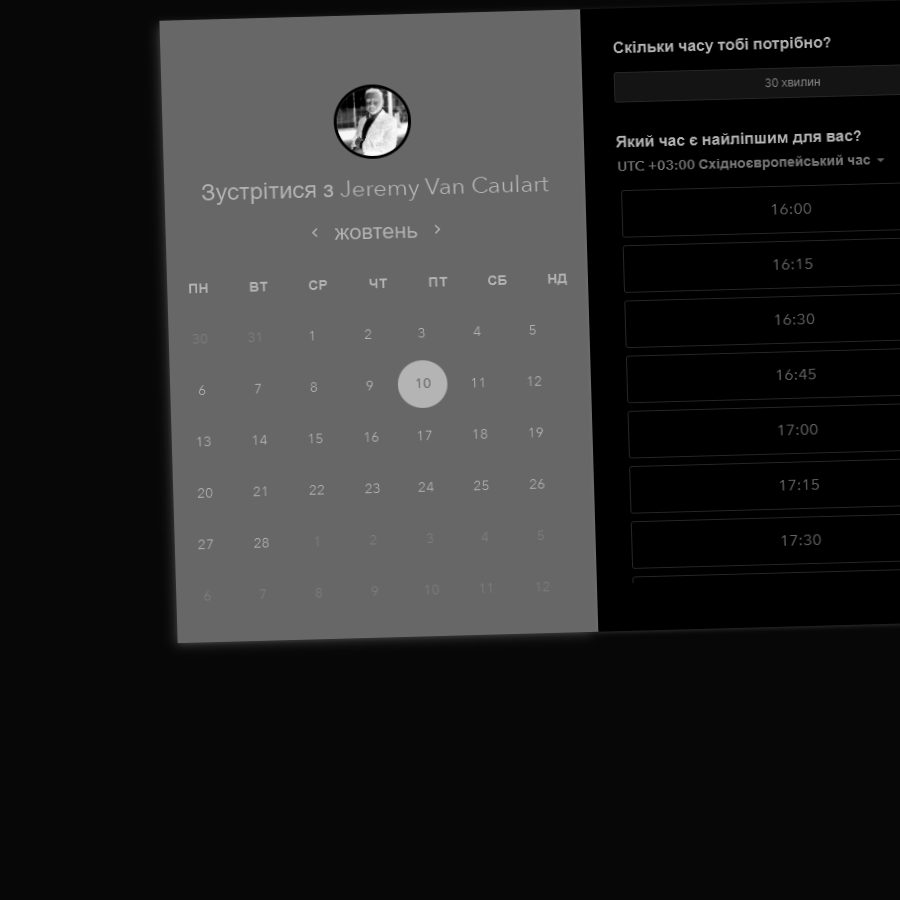 Зустрітися з Jeremy Van Caulart
жовтень
ПН ВТ СР ЧТ ПТ СБ НД
30 31 1 2 3 4 5
6 7 8 9 10 11 12
13 14 15 16 17 18 19
20 21 22 23 24 25 26
27 28 1 2 3 4 5
6 7 8 9 10 11 12
Скільки часу тобі потрібно?
30 хвилин
Який час є найліпшим для вас?
UTC +03:00 Східноєвропейський час
16:00
16:15
16:30
16:45
17:00
17:15
17:30